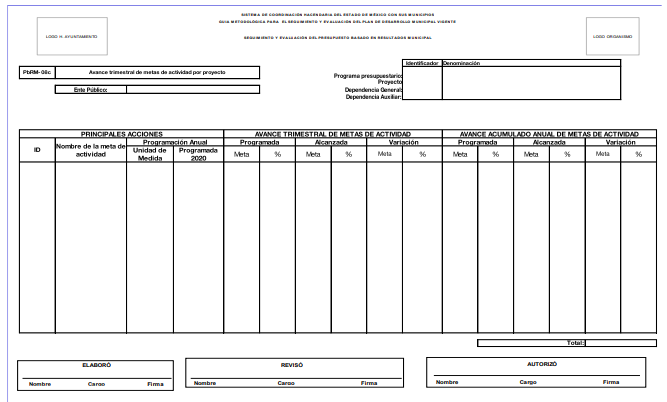 SISTEMA DE COORDINACIÓN HACENDARIA DEL ESTADO DE MÉXICO CON SUS MUNICIPIOS
GUIA METODOLÓGICA PARA EL SEGUIMIENTO Y EVALUACIÓN DEL PLAN DE DESARROLLO MUNICIPAL VIGENTE
LOGO H. AYUNTAMIENTO
SEGUIMIENTO Y EVALUACIÓN DEL PRESUPUESTO BASADO EN RESULTADOS MUNICIPAL
LOGO ORGANISMO
Identificador Denominación
PbRM- 08c Avance trimestral de metas de actividad por proyecto
Programa presupuestario:
Proyecto:
Ente Público:
Dependencia General:
Dependencia Auxiliar:
PRINCIPALES ACCIONES AVANCE TRIMESTRAL DE METAS DE ACTIVIDAD AVANCE ACUMULADO ANUAL DE METAS DE ACTIVIDAD
ID Nombre de la meta de actividad Programación Anual Programada Alcanzada Variación Programada Alcanzada Variación
Unidad de Medida Programada 2020 Meta % Meta % Meta % Meta % Meta % Meta %
Total:
ELABORÓ REVISÓ AUTORIZÓ
Nombre Cargo Firma Nombre Cargo Firma Nombre Cargo Firma